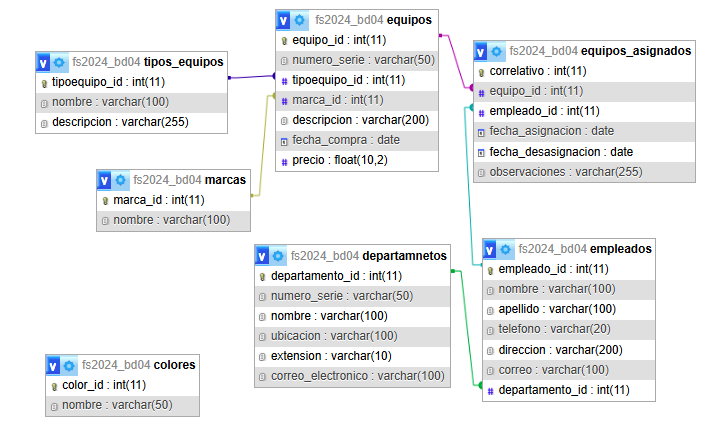 fs2024_bd04 tipos_equipos
tipoequipo_id : int(11)
nombre : varchar(100)
descripcion : varchar(255)
fs2024_bd04 equipos
equipo_id : int(11)
numero_serie : varchar(50)
tipoequipo_id : int(11)
marca_id : int(11)
descripcion : varchar(200)
fecha_compra : date
precio : float(10,2)
fs2024_bd04 equipos_asignados
correlativo : int(11)
equipo_id : int(11)
empleado_id : int(11)
fecha_asignacion : date
fecha_desasignacion : date
observaciones : varchar(255)
fs2024_bd04 marcas
marca_id : int(11)
nombre : varchar(100)
fs2024_bd04 departamnetos
departamento_id : int(11)
numero_serie : varchar(50)
nombre : varchar(100)
ubicacion : varchar(100)
extension : varchar(10)
correo_electronico : varchar(100)
fs2024_bd04 empleados
empleado_id : int(11)
nombre : varchar(100)
apellido : varchar(100)
telefono : varchar(20)
direccion : varchar(200)
correo : varchar(100)
departamento_id : int(11)
fs2024_bd04 colores
color_id : int(11)
nombre : varchar(50)